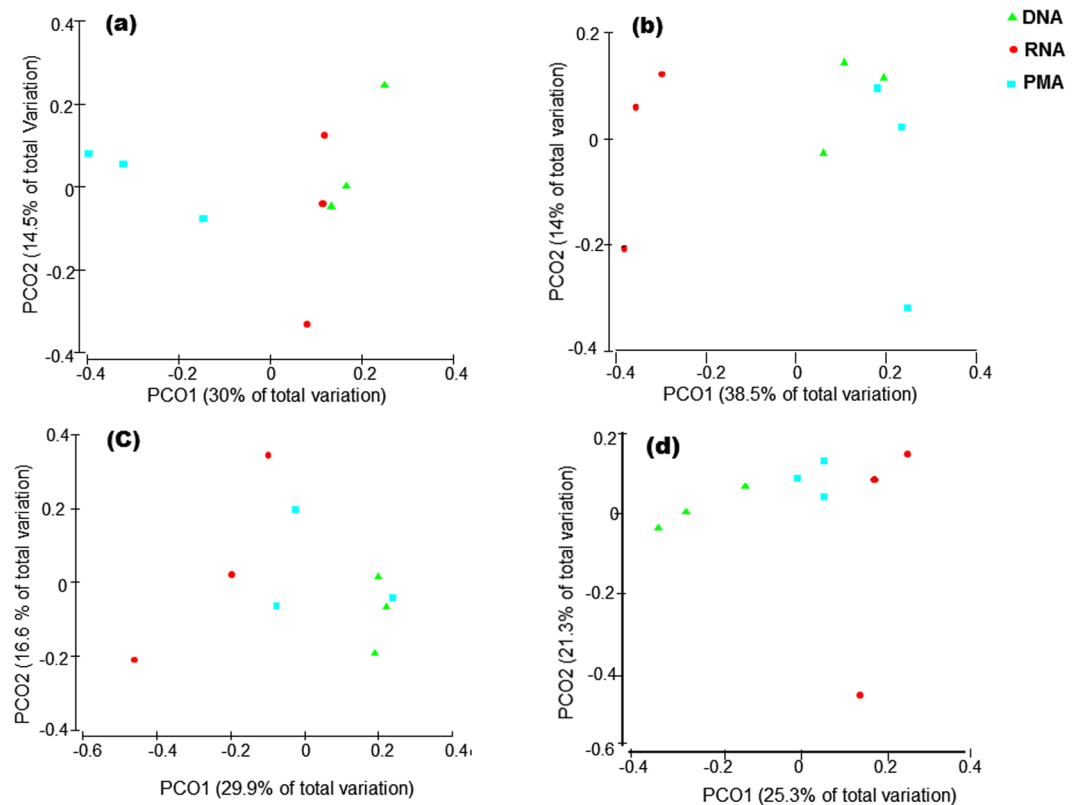 (a)
0.4
0.2
0
-0.2
-0.4
PCO2 (14.5% of total Variation)
-0.4 -0.2 0 0.2 0.4
PCO1 (30% of total variation)
(b)
0.2
0
-0.2
-0.4
PCO2 (14% of total variation)
-0.4 -0.2 0 0.2 0.4
PCO1 (38.5% of total variation)
DNA
RNA
PMA
(C)
0.4
0.2
0
-0.2
-0.4
PCO2 (16.6 % of total variation)
-0.6 -0.4 -0.2 0 0.2 0.4
PCO1 (29.9% of total variation)
(d)
0.2
0
-0.2
-0.4
-0.6
PCO2 (21.3% of total variation)
-0.4 -0.2 0 0.2 0.4
PCO1 (25.3% of total variation)